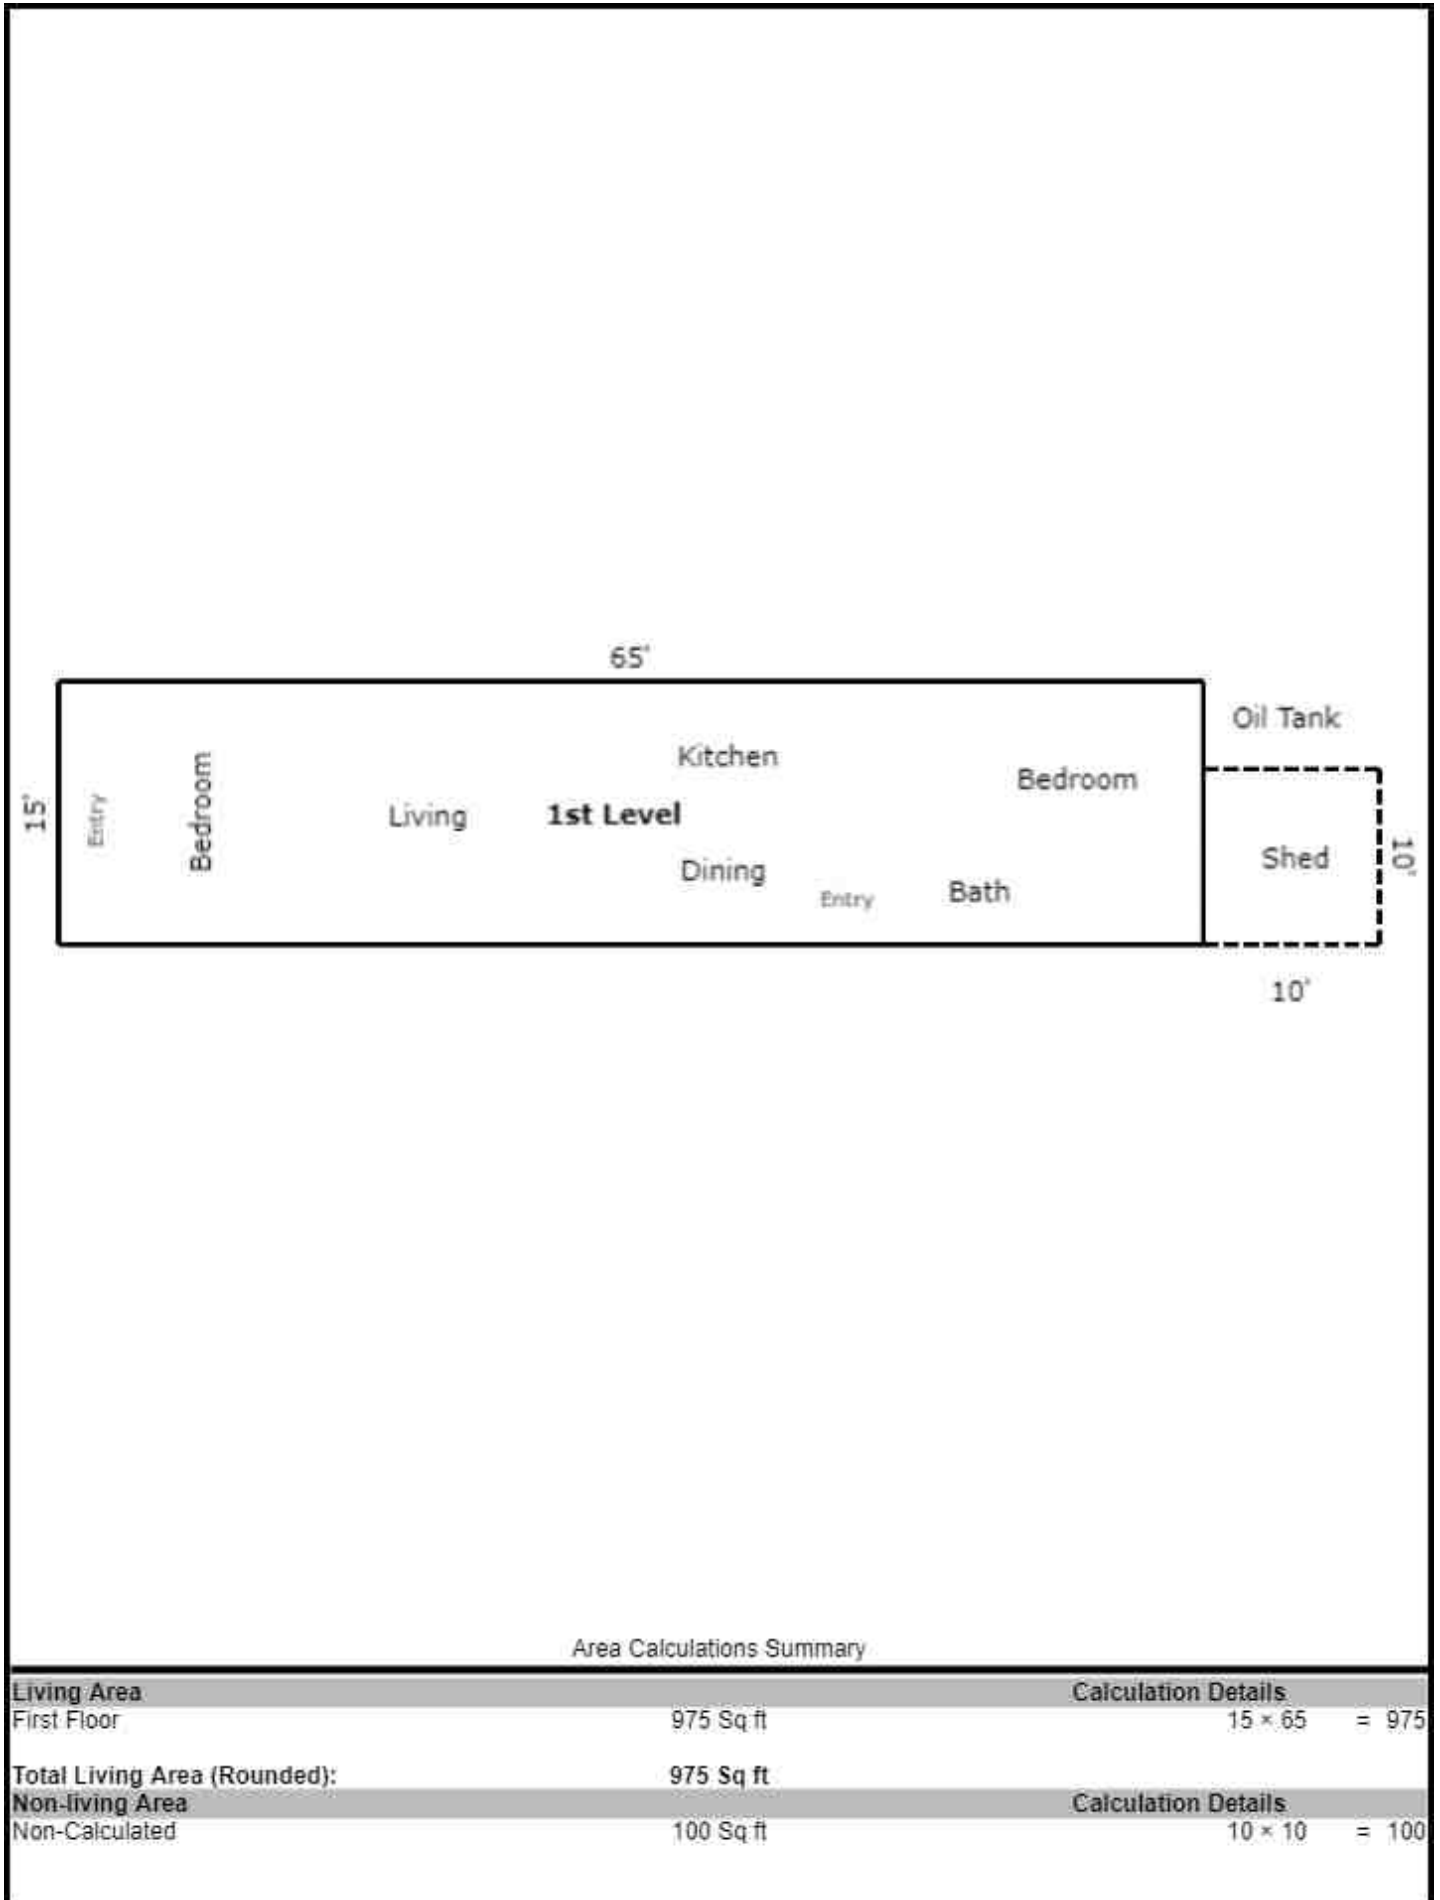 65'
Oil Tank
Kitchen
Bedroom
15'
Entry
Bedroom
Living
1st Level
Shed
10'
Dining
Entry
Bath
10'
Area Calculations Summary
Living Area Calculation Details
First Floor 975 Sq ft 15 × 65 = 975
Total Living Area (Rounded): 975 Sq ft
Non-living Area Calculation Details
Non-Calculated 100 Sq ft 10 × 10 = 100